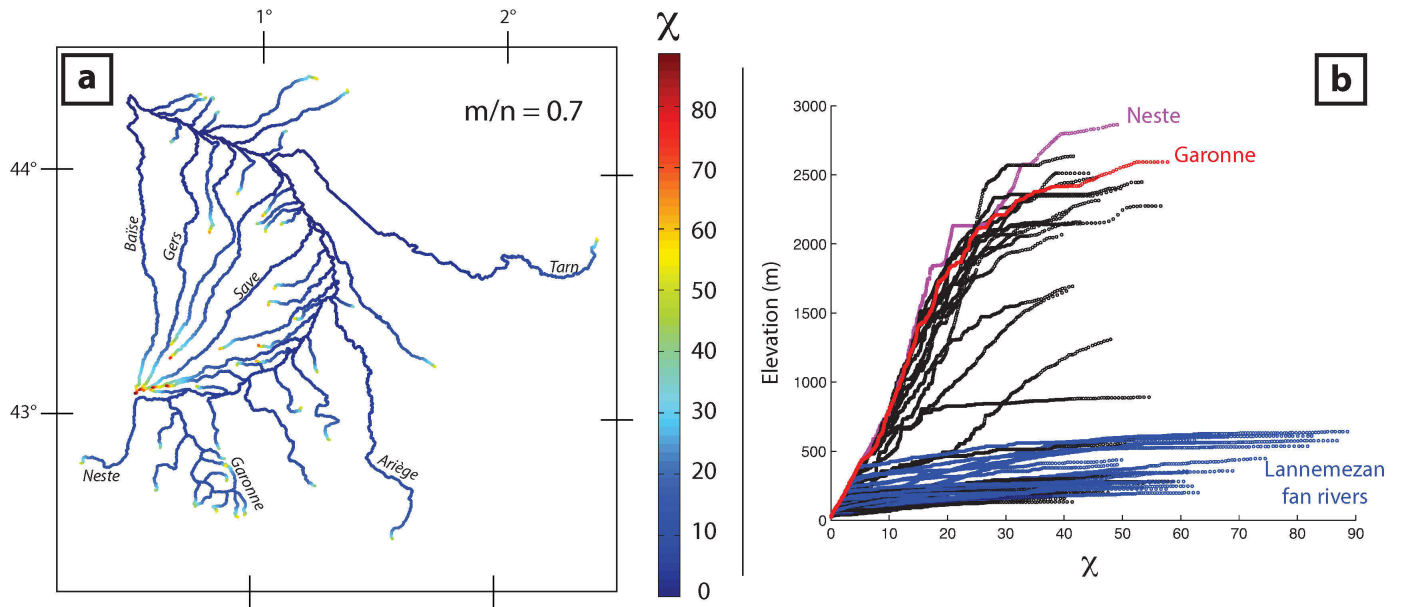 1°
2°
a
m/n = 0.7
44°
43°
Baïse
Gers
Save
Tarn
Neste
Garonne
Ariège
χ
80
70
60
50
40
30
20
10
0
b
Neste
Garonne
Lannemezan
fan rivers
Elevation (m)
3000
2500
2000
1500
1000
500
0
0 10 20 30 40 50 60 70 80 90
χ